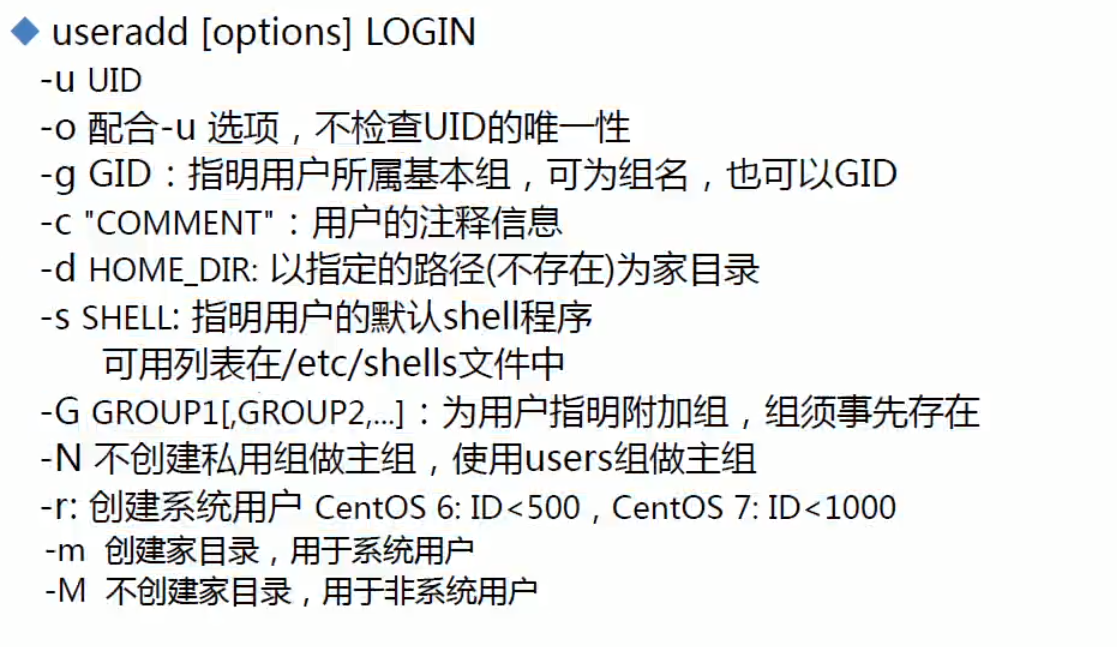 useradd [options] LOGIN
-u UID
-o 配合-u 选项，不检查UID的唯一性
-g GID：指明用户所属基本组，可为组名，也可以GID
-c "COMMENT"：用户的注释信息
-d HOME_DIR: 以指定的路径(不存在)为家目录
-s SHELL: 指明用户的默认shell程序
可用列表在/etc/shells文件中
-G GROUP1[,GROUP2,...]：为用户指明附加组，组须事先存在
-N 不创建私用组做主组，使用users组做主组
-r: 创建系统用户 CentOS 6: ID<500，CentOS 7: ID<1000
-m 创建家目录，用于系统用户
-M 不创建家目录，用于非系统用户